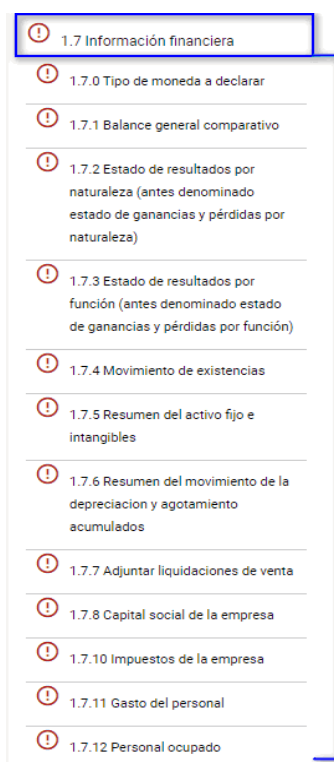 1.7 Información financiera
1.7.0 Tipo de moneda a declarar
1.7.1 Balance general comparativo
1.7.2 Estado de resultados por
naturaleza (antes denominado
estado de ganancias y pérdidas por
naturaleza)
1.7.3 Estado de resultados por
función (antes denominado estado
de ganancias y pérdidas por función)
1.7.4 Movimiento de existencias
1.7.5 Resumen del activo fijo e
intangibles
1.7.6 Resumen del movimiento de la
depreciacion y agotamiento
acumulados
1.7.7 Adjuntar liquidaciones de venta
1.7.8 Capital social de la empresa
1.7.10 Impuestos de la empresa
1.7.11 Gasto del personal
1.7.12 Personal ocupado